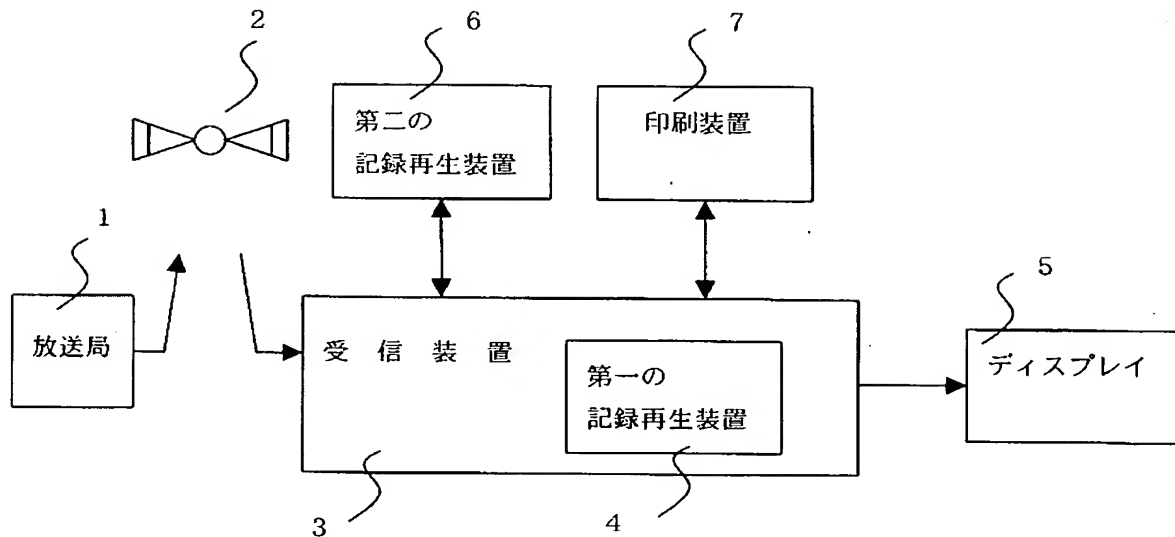 2
6
7
第二の
記録再生装置
印刷装置
1
5
放送局
受信装置
第一の
記録再生装置
ディスプレイ
3
4